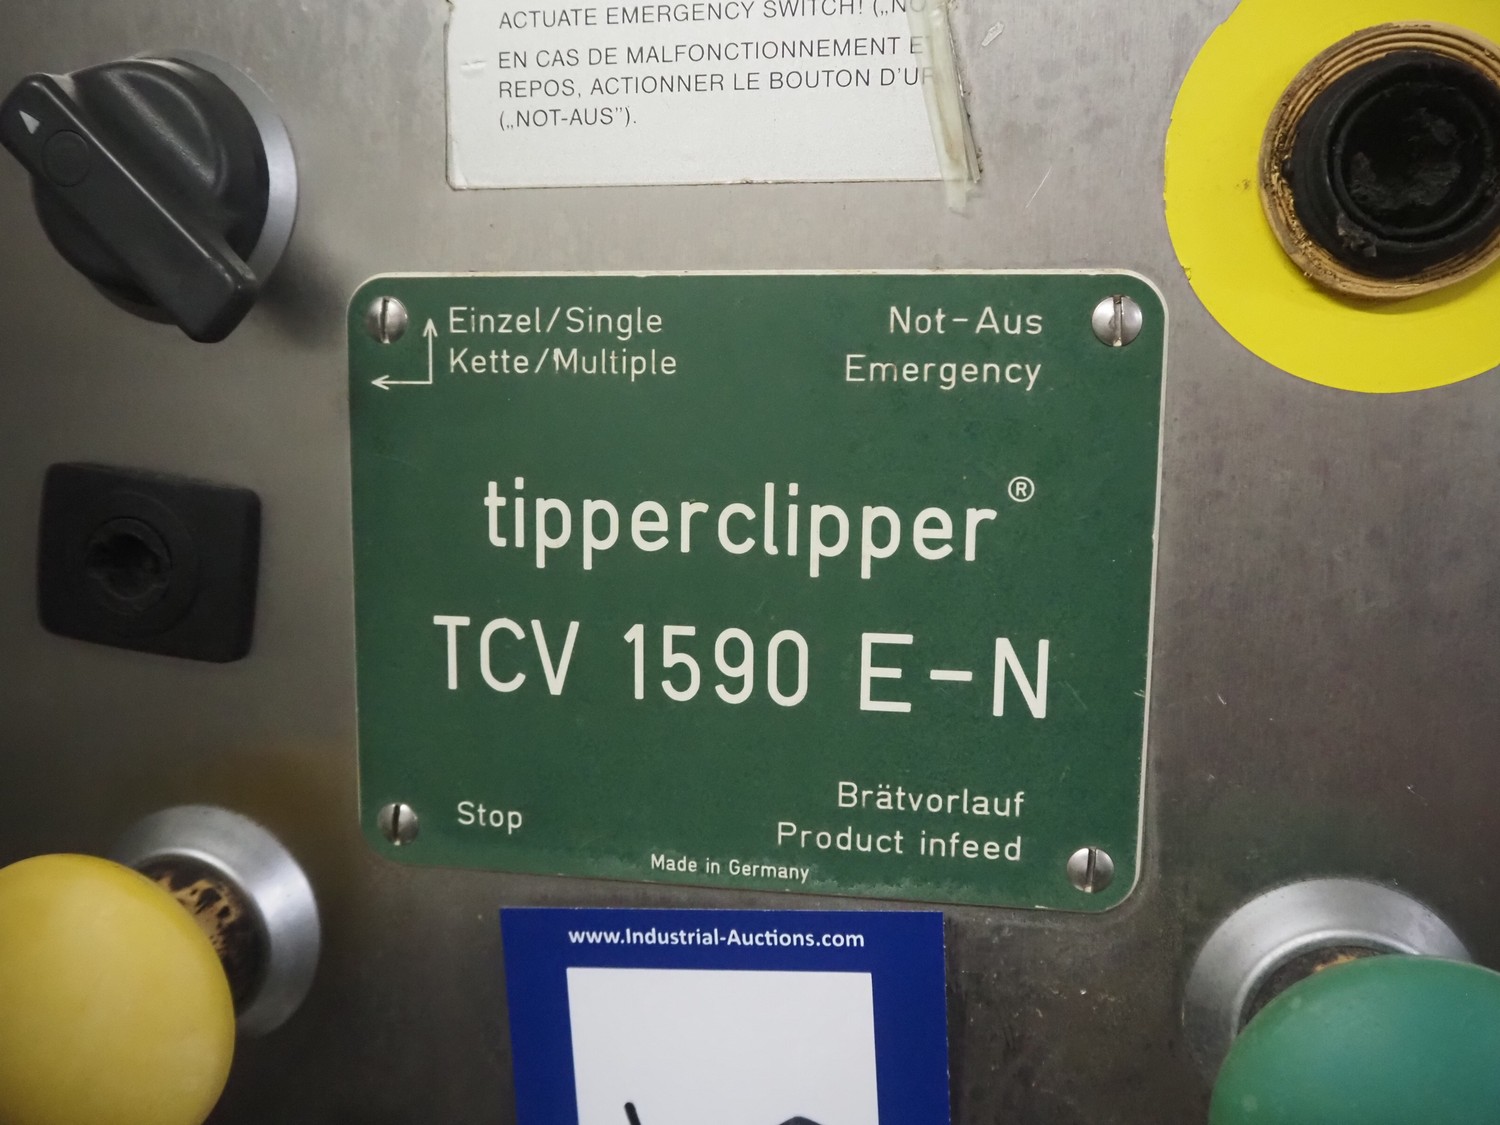 ACTUATE EMERGENCY SWITCH! („NO
EN CAS DE MALFONCTIONNEMENT E
REPOS, ACTIONNER LE BOUTON D'UR
(„NOT-AUS”).
Einzel/Single
Kette/Multiple
Not-Aus
Emergency
tipperclipper®
TCV 1590 E-N
Stop
Brätvorlauf
Product infeed
Made in Germany
www.Industrial-Auctions.com